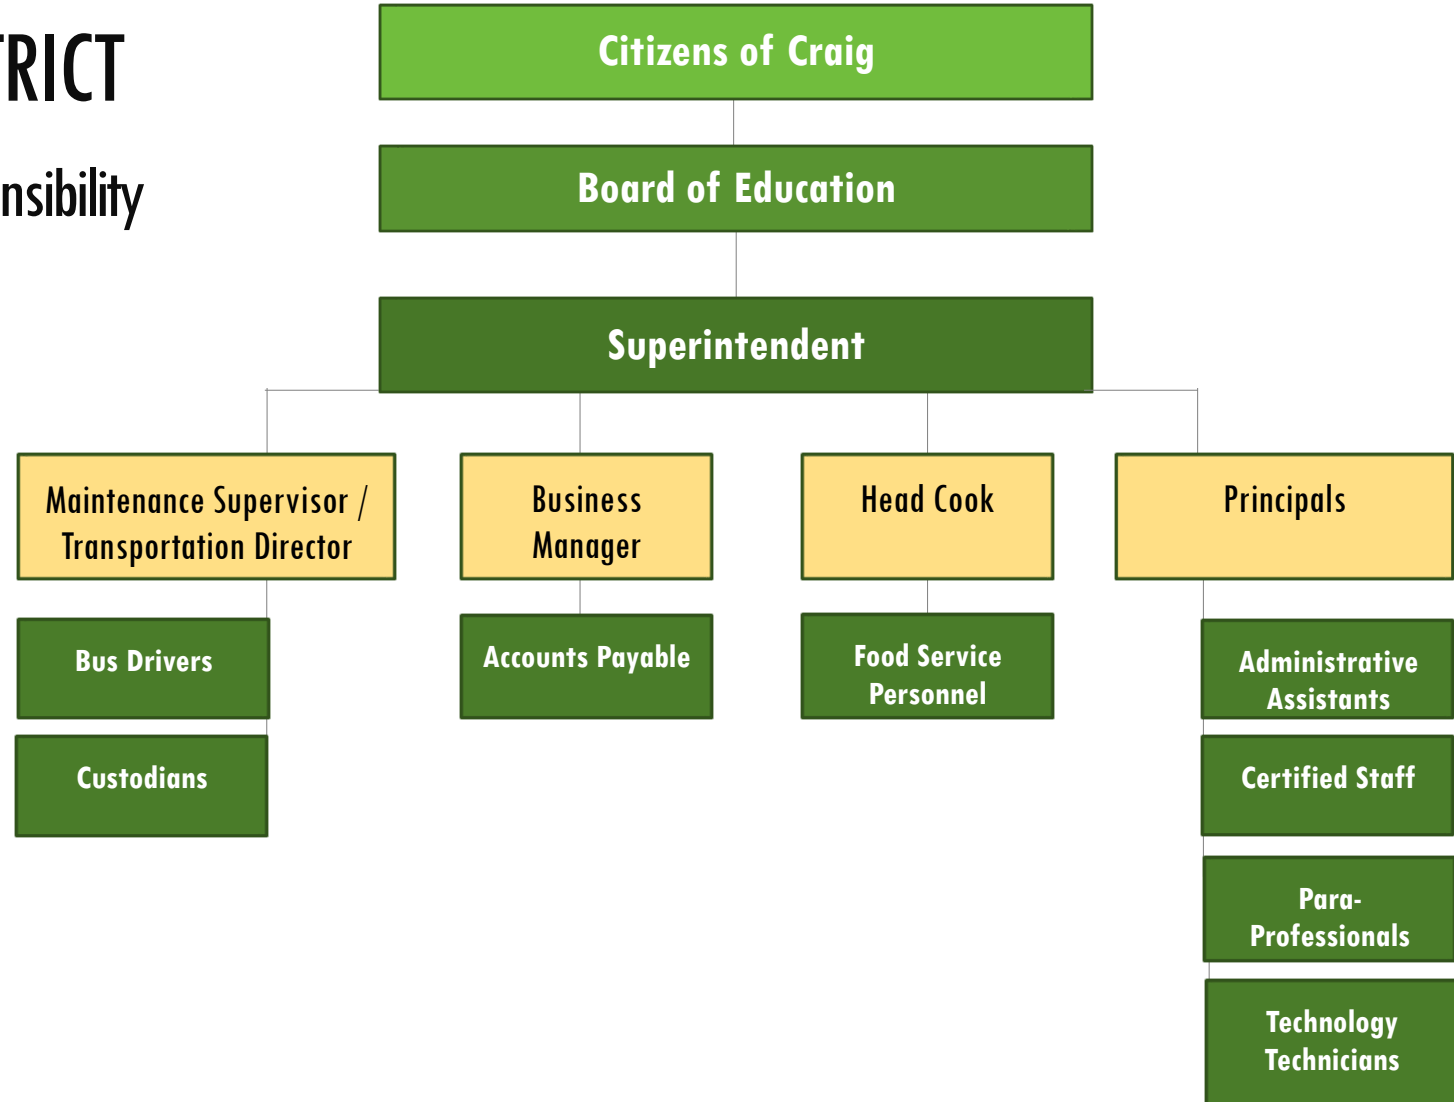 TRICT
nsibility
Citizens of Craig
Board of Education
Superintendent
Maintenance Supervisor /
Transportation Director
Business
Manager
Head Cook
Principals
Bus Drivers
Accounts Payable
Food Service
Personnel
Administrative
Assistants
Custodians
Certified Staff
Para-
Professionals
Technology
Technicians